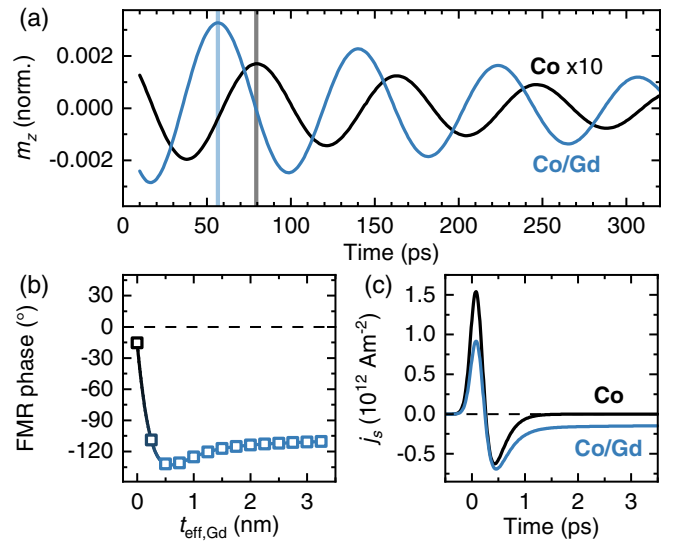 (a)
m_z (norm.)
0.002
0.000
-0.002
Co x10
Co/Gd
0 50 100 150 200 250 300
Time (ps)
(b)
FMR phase (°)
30
0
-30
-60
-90
-120
0 1 2 3
t_eff,Gd (nm)
(c)
j_s (10^12 Am^-2)
1.5
1.0
0.5
0.0
-0.5
Co
Co/Gd
0 1 2 3
Time (ps)